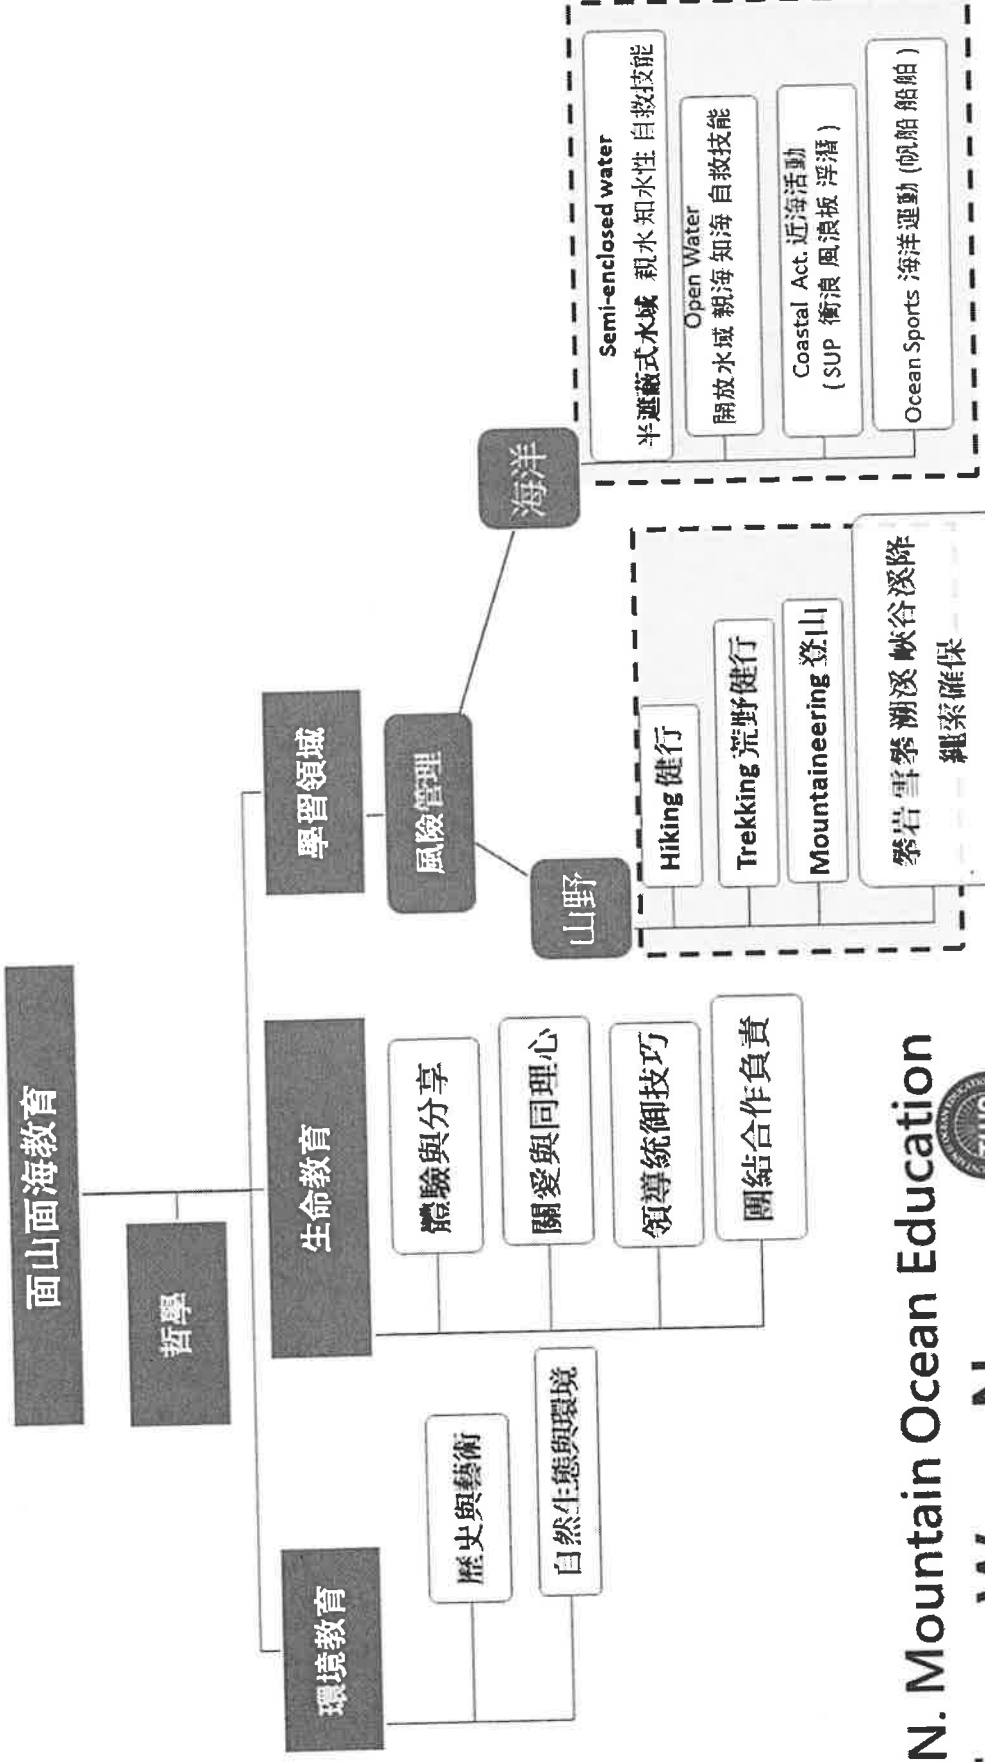 面山面海教育
哲學
環境教育
歷史與藝術
自然生態與環境
生命教育
體驗與分享
關愛與同理心
領導統御技巧
團結合作負責
學習領域
風險管理
山野
Hiking 健行
Trekking 荒野健行
Mountaineering 登山
攀岩 雪攀 溯溪 峽谷溪降
繩索確保
海洋
Semi-enclosed water
半遮蔽式水域 親水 知水性 自救技能
Open Water
開放水域 親海 知海 自救技能
Coastal Act. 近海活動
( SUP 衝浪 風浪板 浮潛 )
Ocean Sports 海洋運動 (帆船 船舶 )
N. Mountain Ocean Education